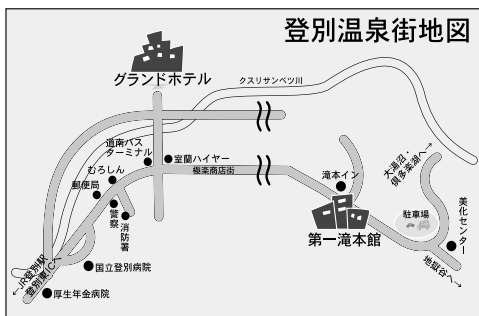 登別温泉街地図
グランドホテル
クスリサンベツ川
道南バス
ターミナル
室蘭ハイヤー
極楽商店街
むろしん
郵便局
警察
消防署
国立登別病院
厚生年金病院
←JR登別駅
登別東ICへ
滝本イン
第一滝本館
大湯沼・
倶多楽湖へ→
駐車場
美化センター
地獄谷へ→